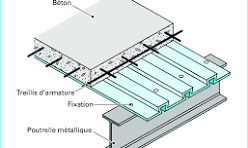 Béton
Treillis d'armature
Fixation
Poutrelle métallique